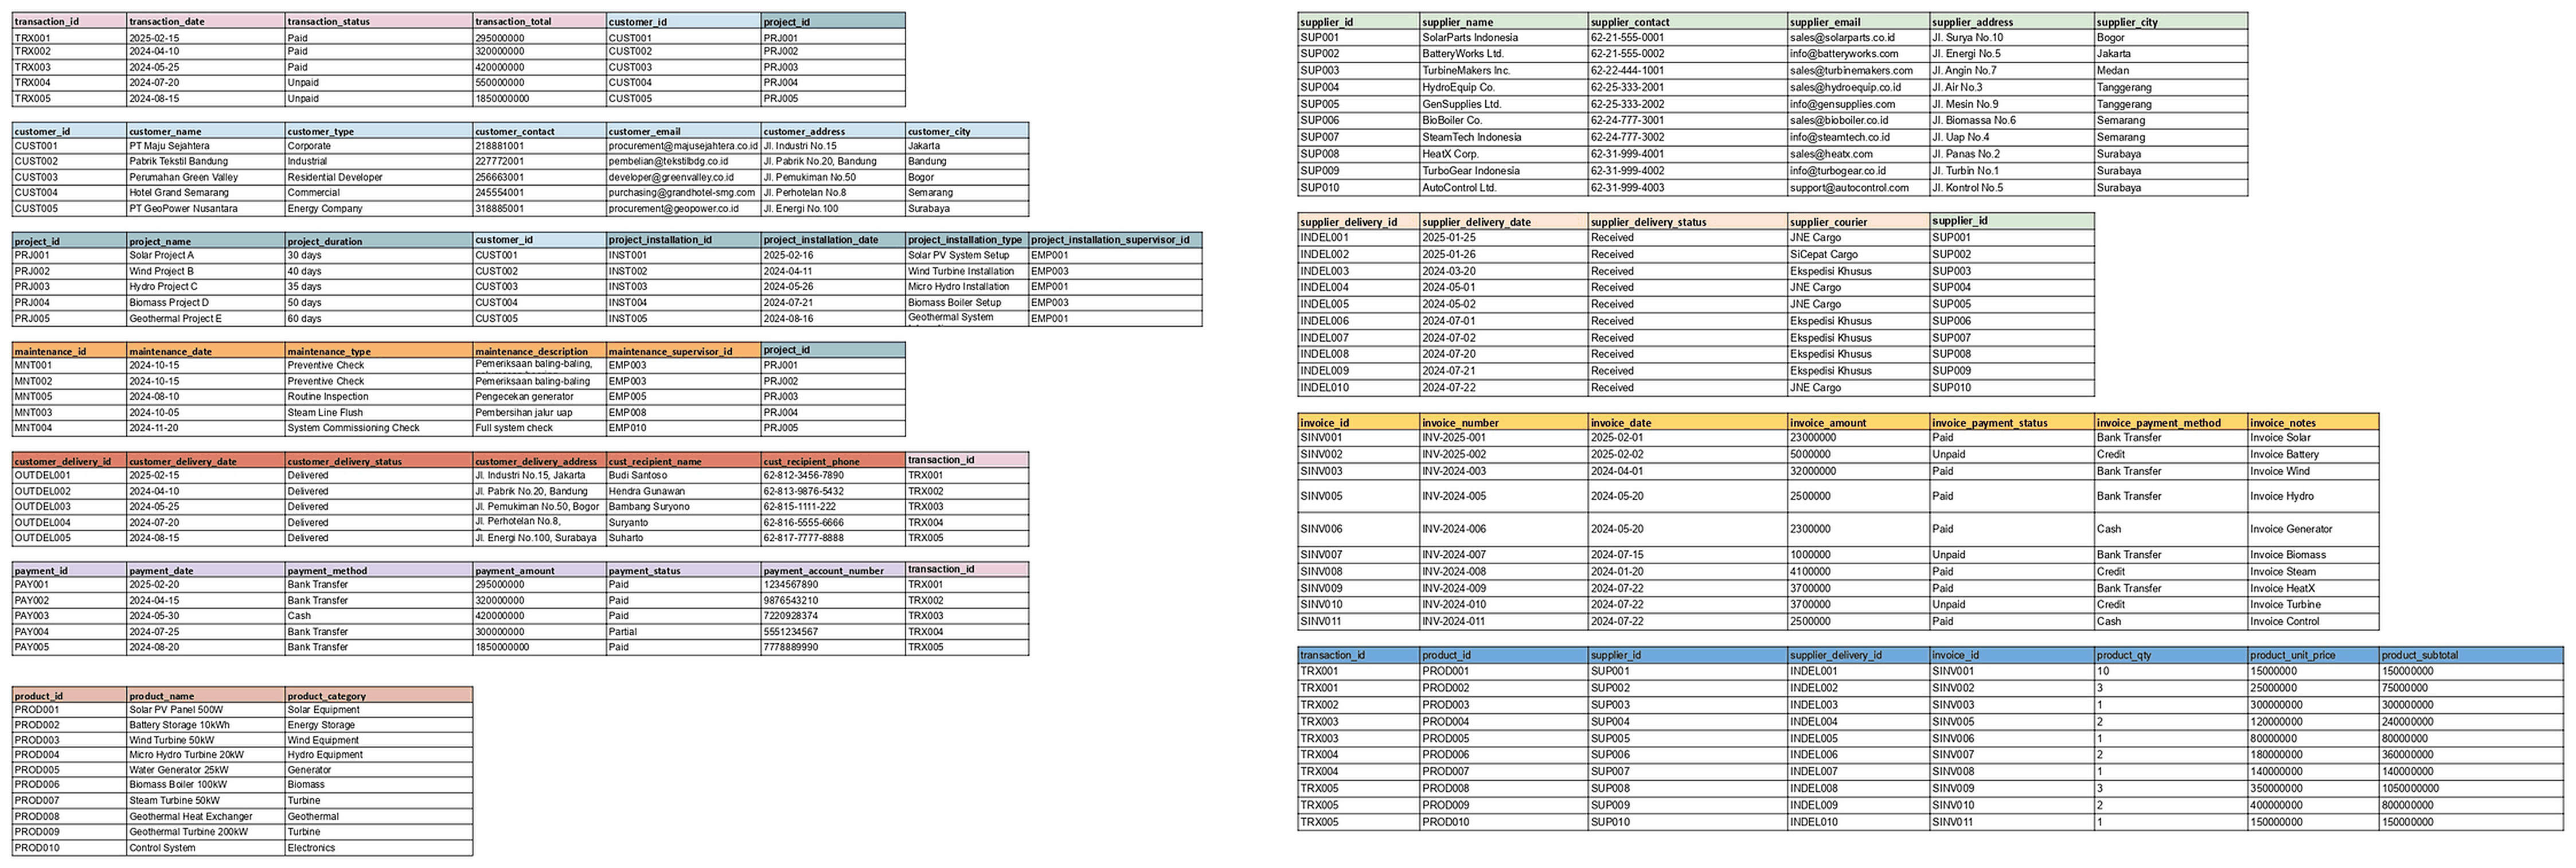 transaction_id transaction_date transaction_status transaction_total customer_id project_id
TRX001 2025-02-15 Paid 295000000 CUST001 PRJ001
TRX002 2024-04-10 Paid 320000000 CUST002 PRJ002
TRX003 2024-05-25 Paid 420000000 CUST003 PRJ003
TRX004 2024-07-20 Unpaid 550000000 CUST004 PRJ004
TRX005 2024-08-15 Unpaid 1850000000 CUST005 PRJ005
customer_id customer_name customer_type customer_contact customer_email customer_address customer_city
CUST001 PT Maju Sejahtera Corporate 218881001 procurement@majusejahtera.co.id Jl. Industri No.15 Jakarta
CUST002 Pabrik Tekstil Bandung Industrial 227772001 pembelian@tekstilbdg.co.id Jl. Pabrik No.20, Bandung Bandung
CUST003 Perumahan Green Valley Residential Developer 256663001 developer@greenvalley.co.id Jl. Pemukiman No.50 Bogor
CUST004 Hotel Grand Semarang Commercial 245554001 purchasing@grandhotel-smg.com Jl. Perhotelan No.8 Semarang
CUST005 PT GeoPower Nusantara Energy Company 318885001 procurement@geopower.co.id Jl. Energi No.100 Surabaya
project_id project_name project_duration customer_id project_installation_id project_installation_date project_installation_type project_installation_supervisor_id
PRJ001 Solar Project A 30 days CUST001 INST001 2025-02-16 Solar PV System Setup EMP001
PRJ002 Wind Project B 40 days CUST002 INST002 2024-04-11 Wind Turbine Installation EMP003
PRJ003 Hydro Project C 35 days CUST003 INST003 2024-05-26 Micro Hydro Installation EMP001
PRJ004 Biomass Project D 50 days CUST004 INST004 2024-07-21 Biomass Boiler Setup EMP003
PRJ005 Geothermal Project E 60 days CUST005 INST005 2024-08-16 Geothermal System EMP001
maintenance_id maintenance_date maintenance_type maintenance_description maintenance_supervisor_id project_id
MNT001 2024-10-15 Preventive Check Pemeriksaan baling-baling, EMP003 PRJ001
MNT002 2024-10-15 Preventive Check Pemeriksaan baling-baling EMP003 PRJ002
MNT005 2024-08-10 Routine Inspection Pengecekan generator EMP005 PRJ003
MNT003 2024-10-05 Steam Line Flush Pembersihan jalur uap EMP008 PRJ004
MNT004 2024-11-20 System Commissioning Check Full system check EMP010 PRJ005
customer_delivery_id customer_delivery_date customer_delivery_status customer_delivery_address cust_recipient_name cust_recipient_phone transaction_id
OUTDEL001 2025-02-15 Delivered Jl. Industri No.15, Jakarta Budi Santoso 62-812-3456-7890 TRX001
OUTDEL002 2024-04-10 Delivered Jl. Pabrik No.20, Bandung Hendra Gunawan 62-813-9876-5432 TRX002
OUTDEL003 2024-05-25 Delivered Jl. Pemukiman No.50, Bogor Bambang Suryono 62-815-1111-222 TRX003
OUTDEL004 2024-07-20 Delivered Jl. Perhotelan No.8, Suryanto 62-816-5555-6666 TRX004
OUTDEL005 2024-08-15 Delivered Jl. Energi No.100, Surabaya Suharto 62-817-7777-8888 TRX005
payment_id payment_date payment_method payment_amount payment_status payment_account_number transaction_id
PAY001 2025-02-20 Bank Transfer 295000000 Paid 1234567890 TRX001
PAY002 2024-04-15 Bank Transfer 320000000 Paid 9876543210 TRX002
PAY003 2024-05-30 Cash 420000000 Paid 7220928374 TRX003
PAY004 2024-07-25 Bank Transfer 300000000 Partial 5551234567 TRX004
PAY005 2024-08-20 Bank Transfer 1850000000 Paid 7778889990 TRX005
product_id product_name product_category
PROD001 Solar PV Panel 500W Solar Equipment
PROD002 Battery Storage 10kWh Energy Storage
PROD003 Wind Turbine 50kW Wind Equipment
PROD004 Micro Hydro Turbine 20kW Hydro Equipment
PROD005 Water Generator 25kW Generator
PROD006 Biomass Boiler 100kW Biomass
PROD007 Steam Turbine 50kW Turbine
PROD008 Geothermal Heat Exchanger Geothermal
PROD009 Geothermal Turbine 200kW Turbine
PROD010 Control System Electronics
supplier_id supplier_name supplier_contact supplier_email supplier_address supplier_city
SUP001 SolarParts Indonesia 62-21-555-0001 sales@solarparts.co.id Jl. Surya No.10 Bogor
SUP002 BatteryWorks Ltd. 62-21-555-0002 info@batteryworks.com Jl. Energi No.5 Jakarta
SUP003 TurbineMakers Inc. 62-22-444-1001 sales@turbinemakers.com Jl. Angin No.7 Medan
SUP004 HydroEquip Co. 62-25-333-2001 sales@hydroequip.co.id Jl. Air No.3 Tanggerang
SUP005 GenSupplies Ltd. 62-25-333-2002 info@gensupplies.com Jl. Mesin No.9 Tanggerang
SUP006 BioBoiler Co. 62-24-777-3001 sales@bioboiler.co.id Jl. Biomassa No.6 Semarang
SUP007 SteamTech Indonesia 62-24-777-3002 info@steamtech.co.id Jl. Uap No.4 Semarang
SUP008 HeatX Corp. 62-31-999-4001 sales@heatx.com Jl. Panas No.2 Surabaya
SUP009 TurboGear Indonesia 62-31-999-4002 info@turbogear.co.id Jl. Turbin No.1 Surabaya
SUP010 AutoControl Ltd. 62-31-999-4003 support@autocontrol.com Jl. Kontrol No.5 Surabaya
supplier_delivery_id supplier_delivery_date supplier_delivery_status supplier_courier supplier_id
INDEL001 2025-01-25 Received JNE Cargo SUP001
INDEL002 2025-01-26 Received SiCepat Cargo SUP002
INDEL003 2024-03-20 Received Ekspedisi Khusus SUP003
INDEL004 2024-05-01 Received JNE Cargo SUP004
INDEL005 2024-05-02 Received JNE Cargo SUP005
INDEL006 2024-07-01 Received Ekspedisi Khusus SUP006
INDEL007 2024-07-02 Received Ekspedisi Khusus SUP007
INDEL008 2024-07-20 Received Ekspedisi Khusus SUP008
INDEL009 2024-07-21 Received Ekspedisi Khusus SUP009
INDEL010 2024-07-22 Received JNE Cargo SUP010
invoice_id invoice_number invoice_date invoice_amount invoice_payment_status invoice_payment_method invoice_notes
SINV001 INV-2025-001 2025-02-01 23000000 Paid Bank Transfer Invoice Solar
SINV002 INV-2025-002 2025-02-02 5000000 Unpaid Credit Invoice Battery
SINV003 INV-2024-003 2024-04-01 32000000 Paid Bank Transfer Invoice Wind
SINV005 INV-2024-005 2024-05-20 2500000 Paid Bank Transfer Invoice Hydro
SINV006 INV-2024-006 2024-05-20 2300000 Paid Cash Invoice Generator
SINV007 INV-2024-007 2024-07-15 1000000 Unpaid Bank Transfer Invoice Biomass
SINV008 INV-2024-008 2024-01-20 4100000 Paid Credit Invoice Steam
SINV009 INV-2024-009 2024-07-22 3700000 Paid Bank Transfer Invoice HeatX
SINV010 INV-2024-010 2024-07-22 3700000 Unpaid Credit Invoice Turbine
SINV011 INV-2024-011 2024-07-22 2500000 Paid Cash Invoice Control
transaction_id product_id supplier_id supplier_delivery_id invoice_id product_qty product_unit_price product_subtotal
TRX001 PROD001 SUP001 INDEL001 SINV001 10 15000000 150000000
TRX001 PROD002 SUP002 INDEL002 SINV002 3 25000000 75000000
TRX002 PROD003 SUP003 INDEL003 SINV003 1 300000000 300000000
TRX003 PROD004 SUP004 INDEL004 SINV005 2 120000000 240000000
TRX003 PROD005 SUP005 INDEL005 SINV006 1 80000000 80000000
TRX004 PROD006 SUP006 INDEL006 SINV007 2 180000000 360000000
TRX004 PROD007 SUP007 INDEL007 SINV008 1 140000000 140000000
TRX005 PROD008 SUP008 INDEL008 SINV009 3 350000000 1050000000
TRX005 PROD009 SUP009 INDEL009 SINV010 2 400000000 800000000
TRX005 PROD010 SUP010 INDEL010 SINV011 1 150000000 150000000